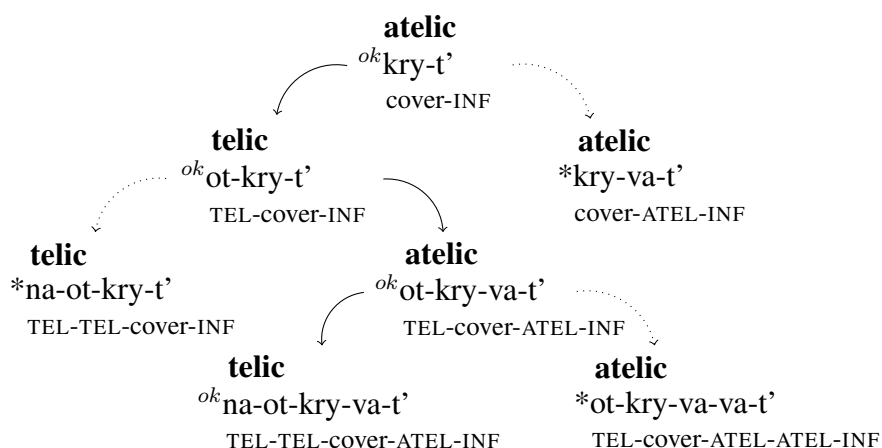 atelic
ᵒᵏkry-t’
cover-INF
telic
ᵒᵏot-kry-t’
TEL-cover-INF
atelic
*kry-va-t’
cover-ATEL-INF
telic
*na-ot-kry-t’
TEL-TEL-cover-INF
atelic
ᵒᵏot-kry-va-t’
TEL-cover-ATEL-INF
telic
ᵒᵏna-ot-kry-va-t’
TEL-TEL-cover-ATEL-INF
atelic
*ot-kry-va-va-t’
TEL-cover-ATEL-ATEL-INF